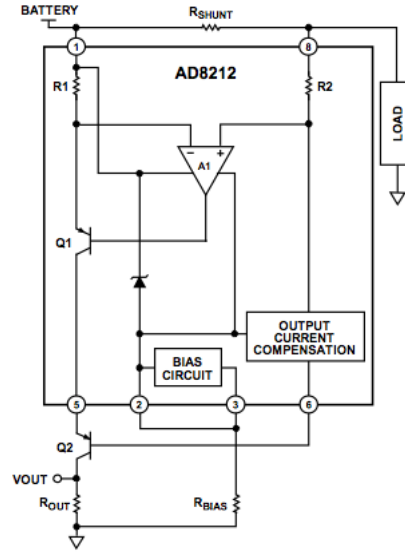 BATTERY
RSHUNT
1
8
AD8212
R1
R2
LOAD
− +
A1
Q1
OUTPUT
CURRENT
COMPENSATION
BIAS
CIRCUIT
5
2
3
6
Q2
VOUT
ROUT
RBIAS